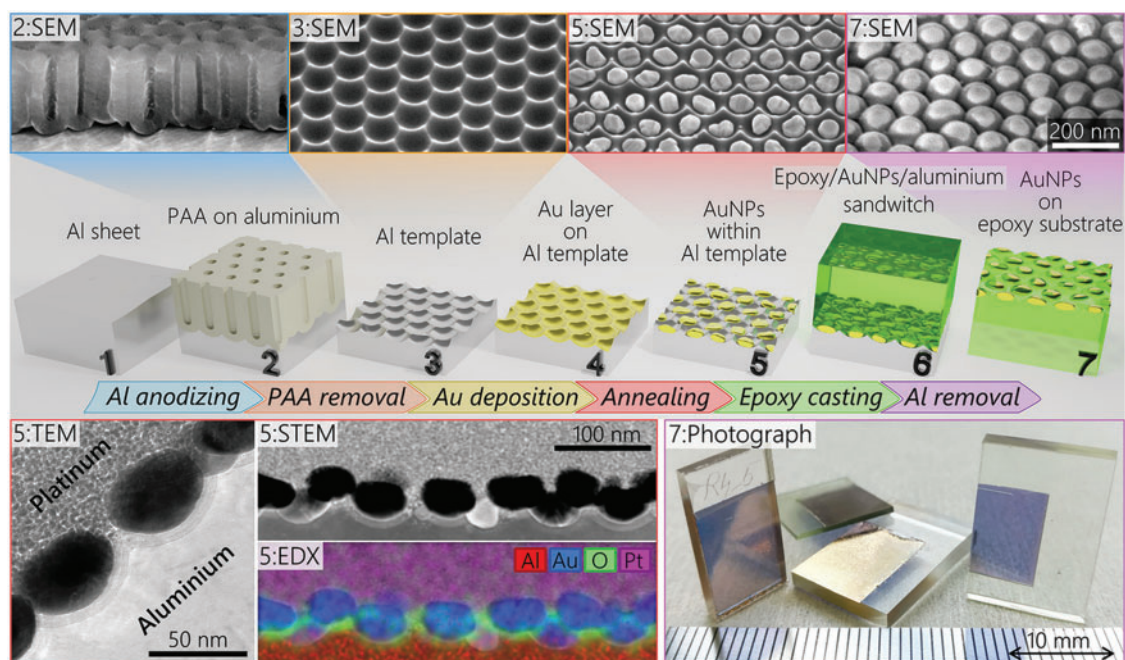 2:SEM
3:SEM
5:SEM
7:SEM
200 nm
Al sheet
PAA on aluminium
Al template
Au layer
on
Al template
AuNPs
within
Al template
Epoxy/AuNPs/aluminium
sandwitch
AuNPs
on
epoxy substrate
1
2
3
4
5
6
7
Al anodizing
PAA removal
Au deposition
Annealing
Epoxy casting
Al removal
5:TEM
Platinum
Aluminium
50 nm
5:STEM
100 nm
5:EDX
Al
Au
O
Pt
7:Photograph
10 mm